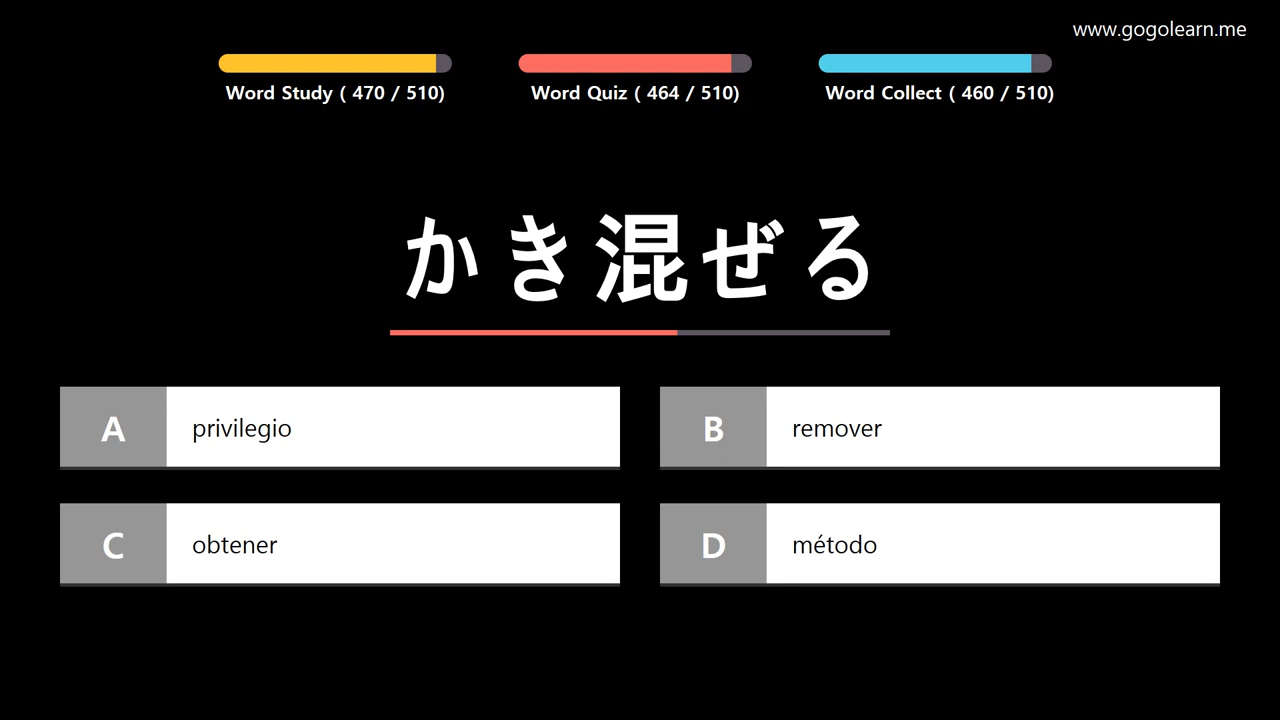 www.gogolearn.me
Word Study ( 470 / 510)
Word Quiz ( 464 / 510)
Word Collect ( 460 / 510)
かき混ぜる
A privilegio
B remover
C obtener
D método